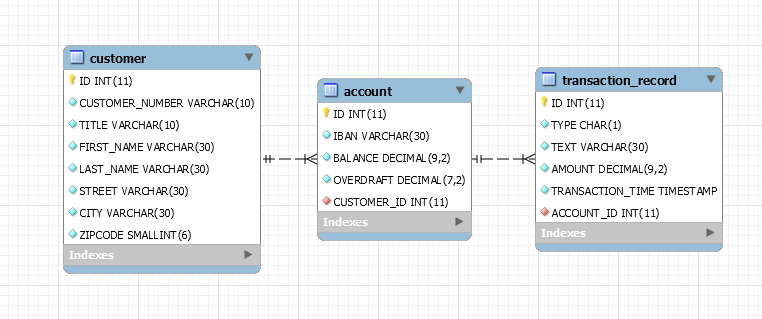 customer
ID INT(11)
CUSTOMER_NUMBER VARCHAR(10)
TITLE VARCHAR(10)
FIRST_NAME VARCHAR(30)
LAST_NAME VARCHAR(30)
STREET VARCHAR(30)
CITY VARCHAR(30)
ZIPCODE SMALLINT(6)
Indexes
account
ID INT(11)
IBAN VARCHAR(30)
BALANCE DECIMAL(9,2)
OVERDRAFT DECIMAL(7,2)
CUSTOMER_ID INT(11)
Indexes
transaction_record
ID INT(11)
TYPE CHAR(1)
TEXT VARCHAR(30)
AMOUNT DECIMAL(9,2)
TRANSACTION_TIME TIMESTAMP
ACCOUNT_ID INT(11)
Indexes